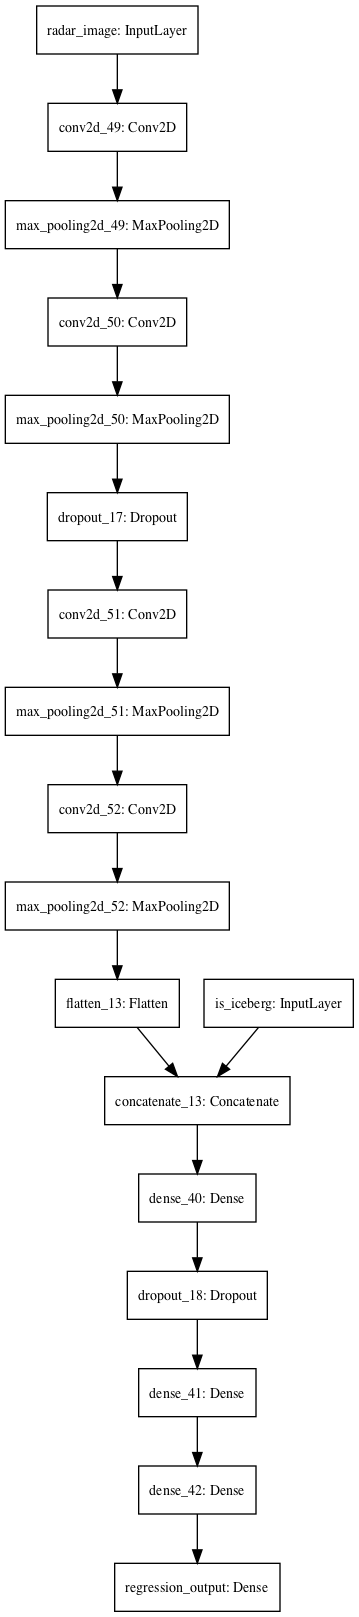 radar_image: InputLayer
conv2d_49: Conv2D
max_pooling2d_49: MaxPooling2D
conv2d_50: Conv2D
max_pooling2d_50: MaxPooling2D
dropout_17: Dropout
conv2d_51: Conv2D
max_pooling2d_51: MaxPooling2D
conv2d_52: Conv2D
max_pooling2d_52: MaxPooling2D
flatten_13: Flatten
is_iceberg: InputLayer
concatenate_13: Concatenate
dense_40: Dense
dropout_18: Dropout
dense_41: Dense
dense_42: Dense
regression_output: Dense